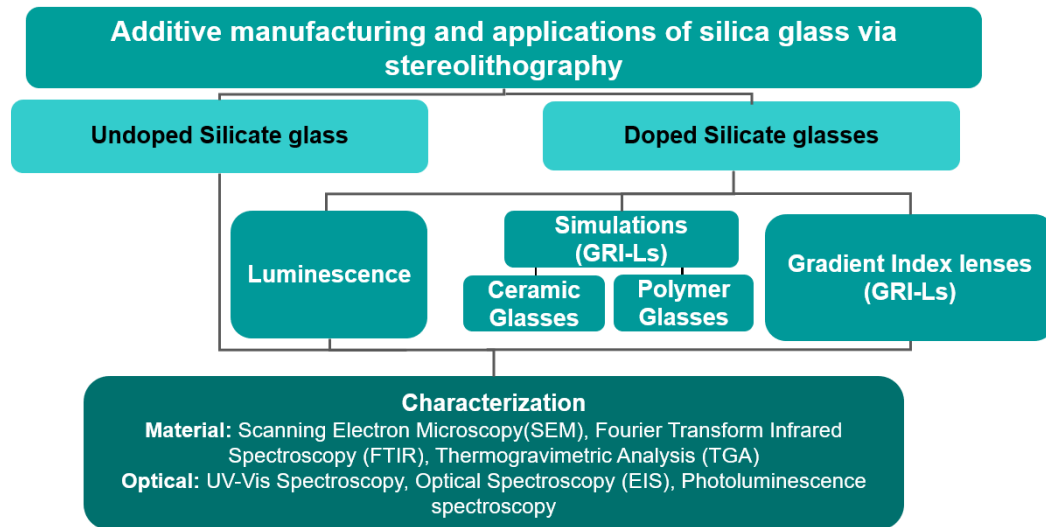 Additive manufacturing and applications of silica glass via
stereolithography
Undoped Silicate glass
Doped Silicate glasses
Luminescence
Simulations
(GRI-Ls)
Ceramic
Glasses
Polymer
Glasses
Gradient Index lenses
(GRI-Ls)
Characterization
Material: Scanning Electron Microscopy(SEM), Fourier Transform Infrared
Spectroscopy (FTIR), Thermogravimetric Analysis (TGA)
Optical: UV-Vis Spectroscopy, Optical Spectroscopy (EIS), Photoluminescence
spectroscopy